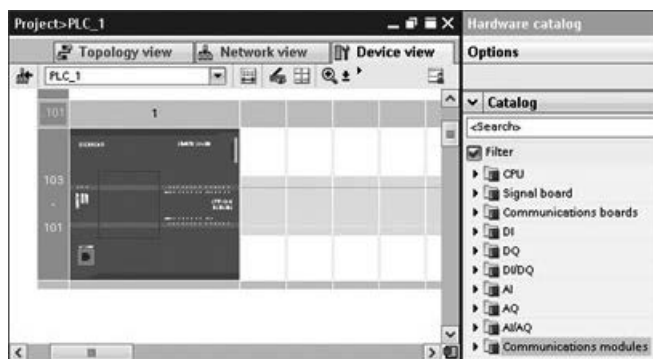 Project>PLC_1
Hardware catalog
Topology view
Network view
Device view
Options
PLC_1
Catalog
<Search>
Filter
CPU
Signal board
Communications boards
DI
DQ
DI/DQ
AI
AQ
AI/AQ
Communications modules
101
1
103
101